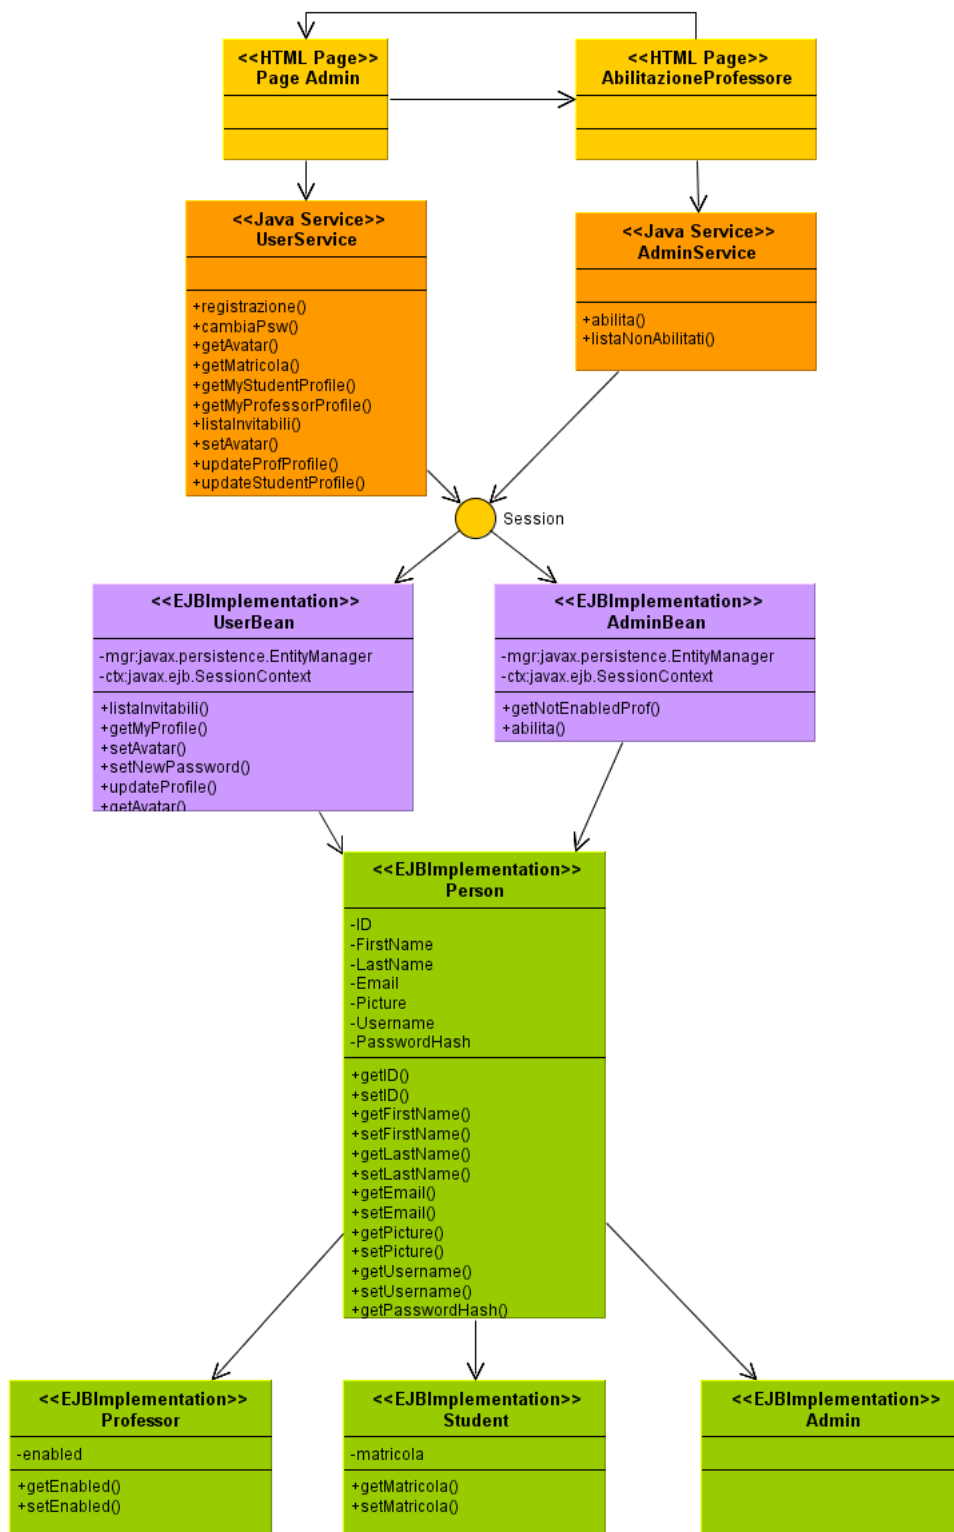 <<HTML Page>>
Page Admin
<<HTML Page>>
AbilitazioneProfessore
<<Java Service>>
UserService
+registrazione()
+cambiaPsw()
+getAvatar()
+getMatricola()
+getMyStudentProfile()
+getMyProfessorProfile()
+listaInvitabili()
+setAvatar()
+updateProfProfile()
+updateStudentProfile()
<<Java Service>>
AdminService
+abilita()
+listaNonAbilitati()
Session
<<EJBImplementation>>
UserBean
-mgr:javax.persistence.EntityManager
-ctx:javax.ejb.SessionContext
+listaInvitabili()
+getMyProfile()
+setAvatar()
+setNewPassword()
+updateProfile()
+getAvatar()
<<EJBImplementation>>
AdminBean
-mgr:javax.persistence.EntityManager
-ctx:javax.ejb.SessionContext
+getNotEnabledProf()
+abilita()
<<EJBImplementation>>
Person
-ID
-FirstName
-LastName
-Email
-Picture
-Username
-PasswordHash
+getID()
+setID()
+getFirstName()
+setFirstName()
+getLastName()
+setLastName()
+getEmail()
+setEmail()
+getPicture()
+setPicture()
+getUsername()
+setUsername()
+getPasswordHash()
<<EJBImplementation>>
Professor
-enabled
+getEnabled()
+setEnabled()
<<EJBImplementation>>
Student
-matricola
+getMatricola()
+setMatricola()
<<EJBImplementation>>
Admin